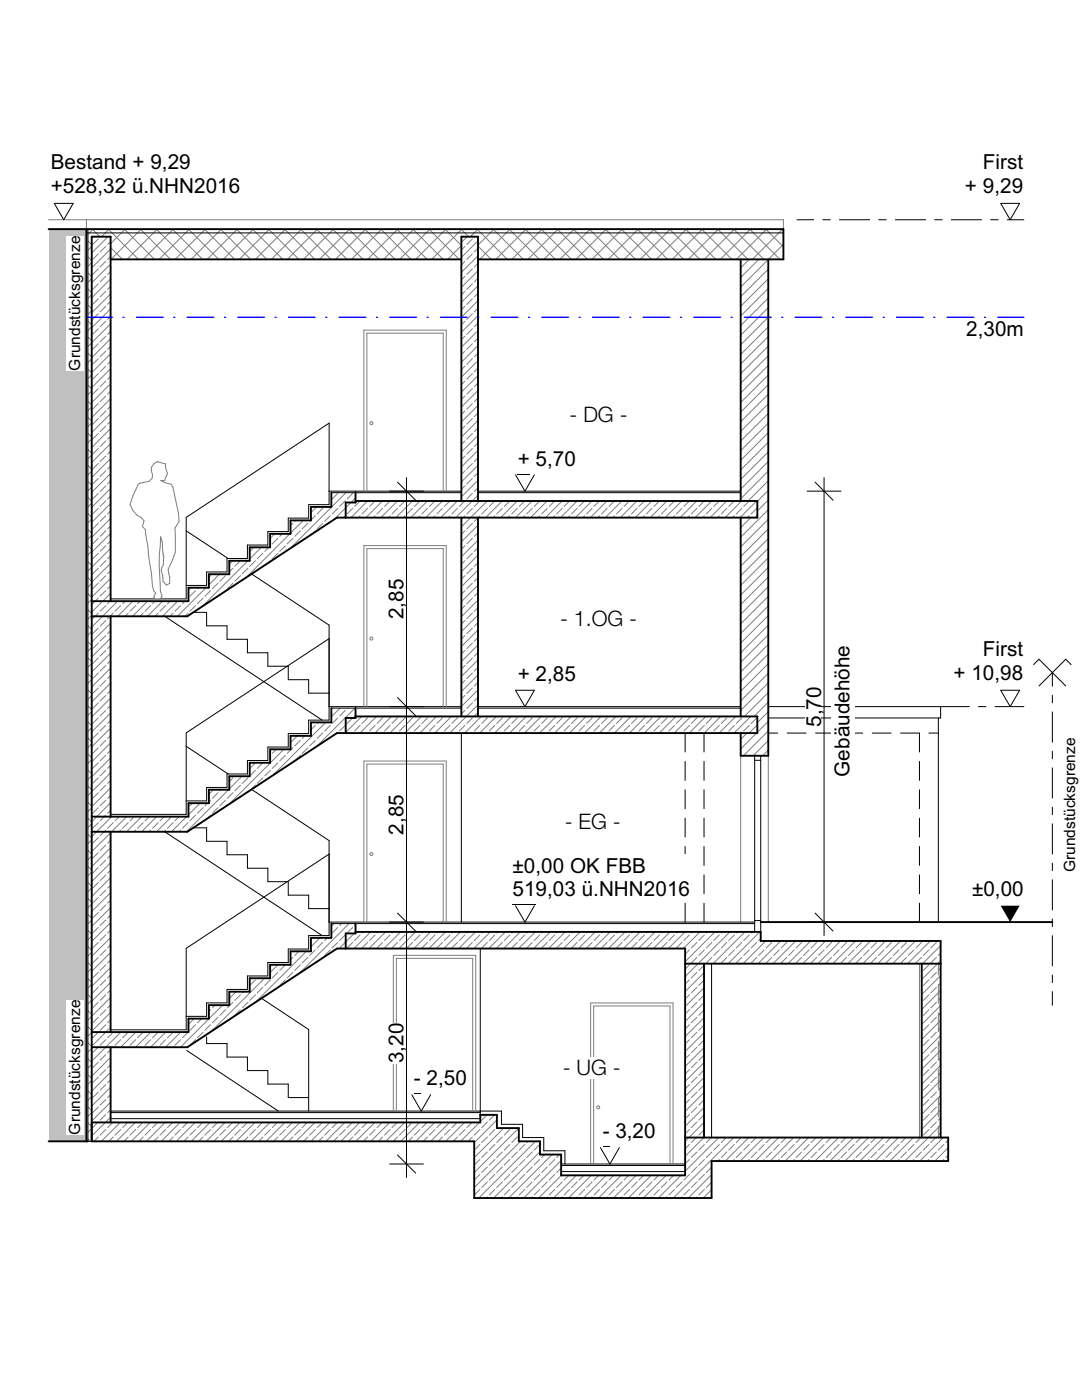 Bestand + 9,29
+528,32 ü.NHN2016
First
+ 9,29
Grundstücksgrenze
2,30m
- DG -
+ 5,70
2,85
- 1.OG -
+ 2,85
First
+ 10,98
5,70
Gebäudehöhe
Grundstücksgrenze
2,85
- EG -
±0,00 OK FBB
519,03 ü.NHN2016
±0,00
Grundstücksgrenze
3,20
- UG -
- 2,50
- 3,20